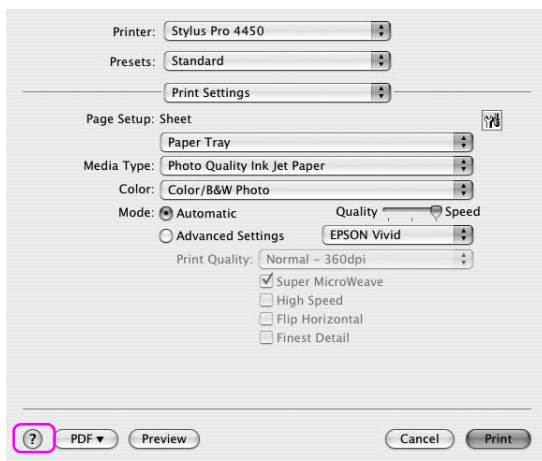 Printer: Stylus Pro 4450
Presets: Standard
Print Settings
Page Setup: Sheet
Paper Tray
Media Type: Photo Quality Ink Jet Paper
Color: Color/B&W Photo
Mode: Automatic Quality Speed
Advanced Settings EPSON Vivid
Print Quality: Normal – 360dpi
Super MicroWeave
High Speed
Flip Horizontal
Finest Detail
? PDF ▼ Preview Cancel Print